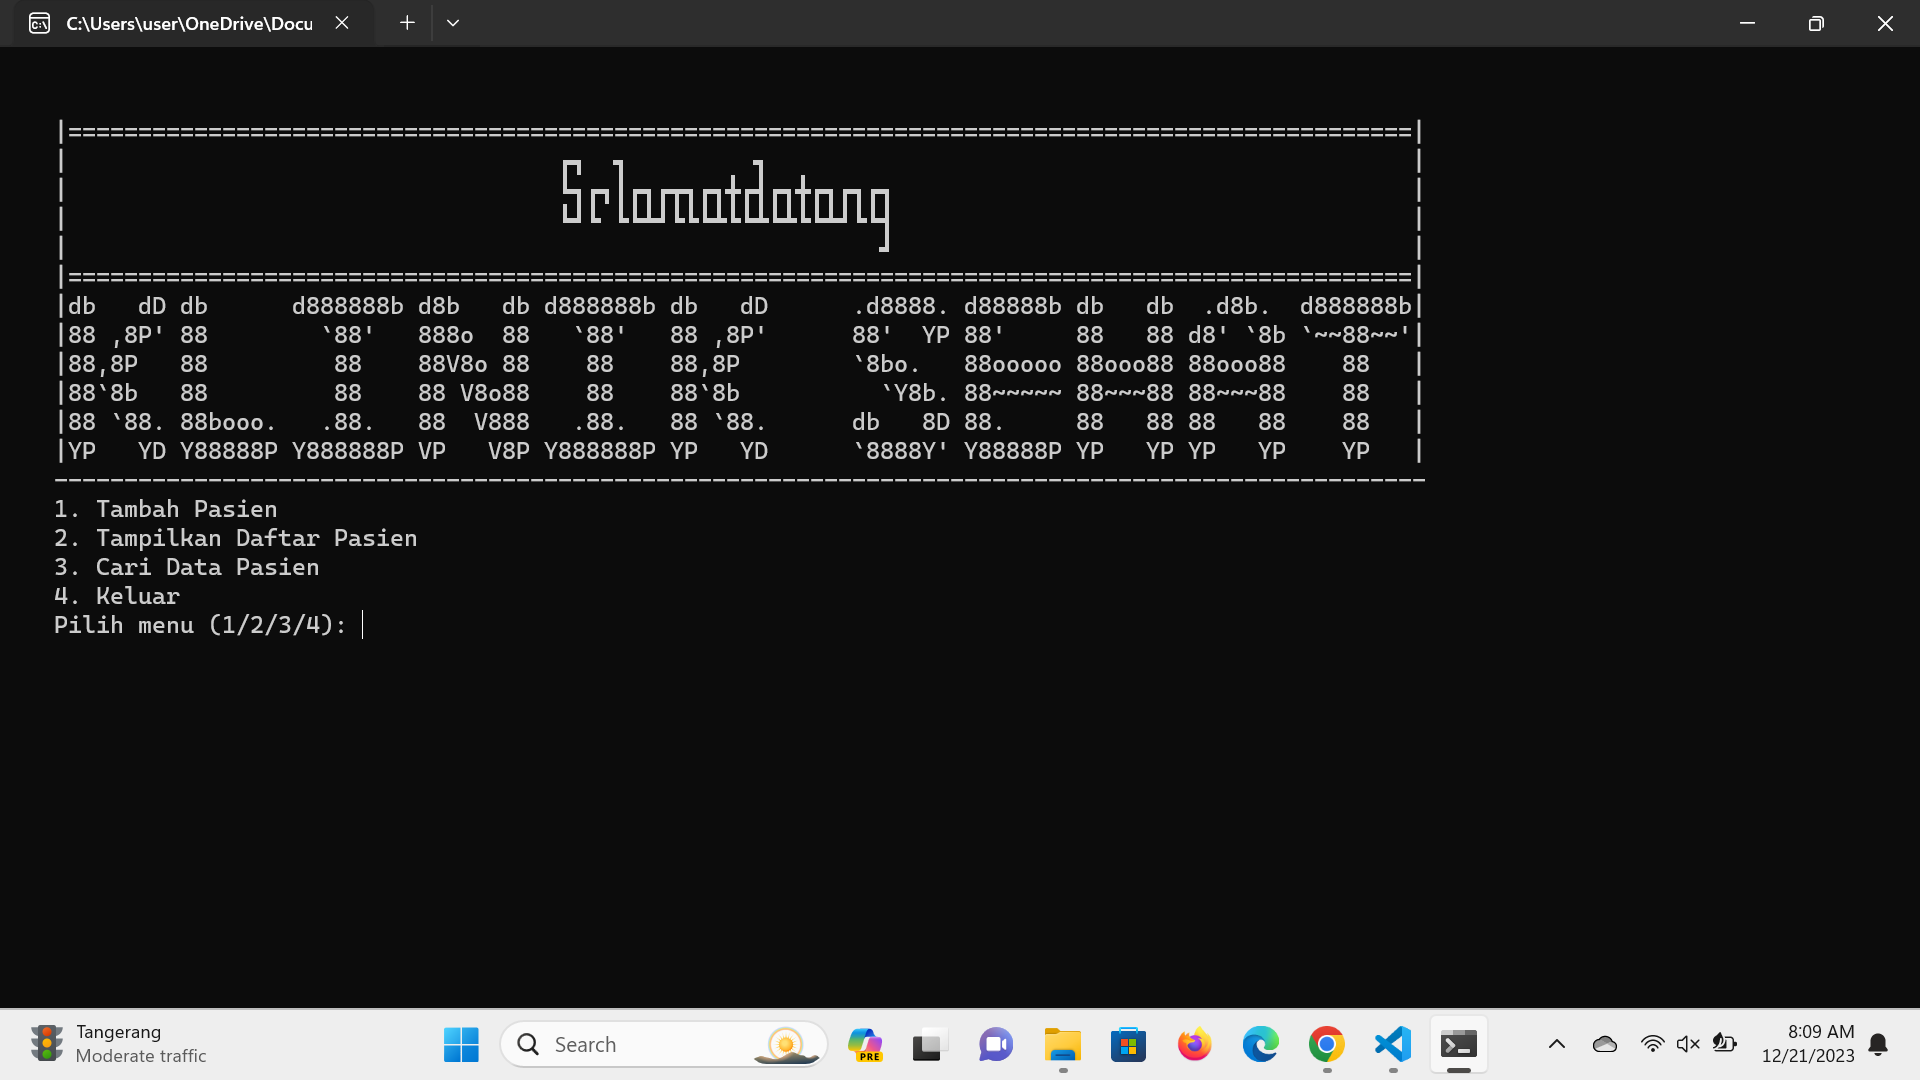 C:\Users\user\OneDrive\Docu
|================================================================================================|
Selamatdatang
|================================================================================================|
|db   dD db      d888888b d8b   db d888888b db   dD      .d8888. d88888b db   db  .d8b.  d888888b|
|88 ,8P' 88        `88'   888o  88   `88'   88 ,8P'      88'  YP 88'     88   88 d8' `8b `~~88~~'|
|88,8P   88         88    88V8o 88    88    88,8P        `8bo.   88ooooo 88ooo88 88ooo88    88   |
|88`8b   88         88    88 V8o88    88    88`8b          `Y8b. 88~~~~~ 88~~~88 88~~~88    88   |
|88 `88. 88booo.   .88.   88  V888   .88.   88 `88.      db   8D 88.     88   88 88   88    88   |
|YP   YD Y88888P Y888888P VP   V8P Y888888P YP   YD      `8888Y' Y88888P YP   YP YP   YP    YP   |
--------------------------------------------------------------------------------------------------
1. Tambah Pasien
2. Tampilkan Daftar Pasien
3. Cari Data Pasien
4. Keluar
Pilih menu (1/2/3/4):
Tangerang
Moderate traffic
Search
PRE
8:09 AM
12/21/2023